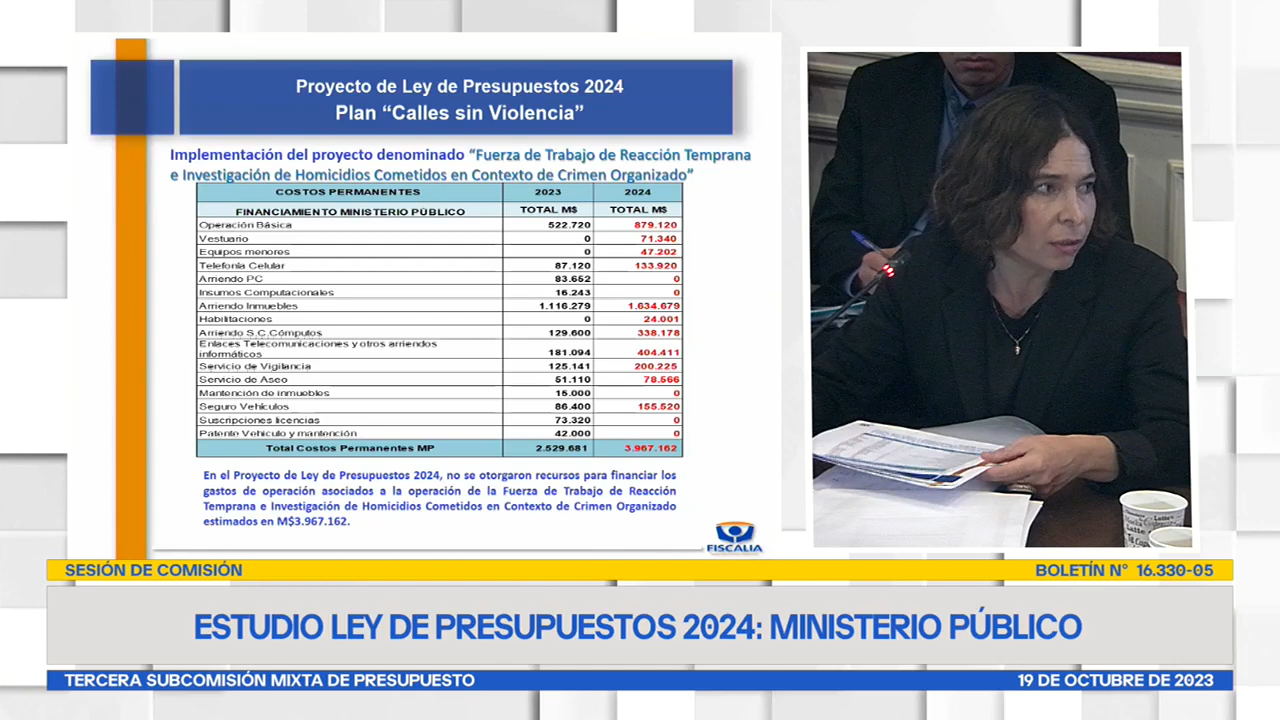 Proyecto de Ley de Presupuestos 2024
Plan “Calles sin Violencia”
Implementación del proyecto denominado “Fuerza de Trabajo de Reacción Temprana
e Investigación de Homicidios Cometidos en Contexto de Crimen Organizado”
COSTOS PERMANENTES 2023 2024
FINANCIAMIENTO MINISTERIO PÚBLICO TOTAL M$ TOTAL M$
Operación Básica 522.720 879.120
Vestuario 0 71.340
Equipos menores 0 47.202
Telefonía Celular 87.120 133.920
Arriendo PC 83.652 0
Insumos Computacionales 16.243 0
Arriendo Inmuebles 1.116.279 1.634.679
Habilitaciones 0 24.001
Arriendo S.C.Cómputos 129.600 338.178
Enlaces Telecomunicaciones y otros arriendos
informáticos 181.094 404.411
Servicio de Vigilancia 125.141 200.225
Servicio de Aseo 51.110 78.566
Mantención de inmuebles 15.000 0
Seguro Vehículos 86.400 155.520
Suscripciones licencias 73.320 0
Patente Vehículo y mantención 42.000 0
Total Costos Permanentes MP 2.529.681 3.967.162
En el Proyecto de Ley de Presupuestos 2024, no se otorgaron recursos para financiar los
gastos de operación asociados a la operación de la Fuerza de Trabajo de Reacción
Temprana e Investigación de Homicidios Cometidos en Contexto de Crimen Organizado
estimados en M$3.967.162.
FISCALIA
SESIÓN DE COMISIÓN
BOLETÍN N° 16.330-05
ESTUDIO LEY DE PRESUPUESTOS 2024: MINISTERIO PÚBLICO
TERCERA SUBCOMISIÓN MIXTA DE PRESUPUESTO
19 DE OCTUBRE DE 2023